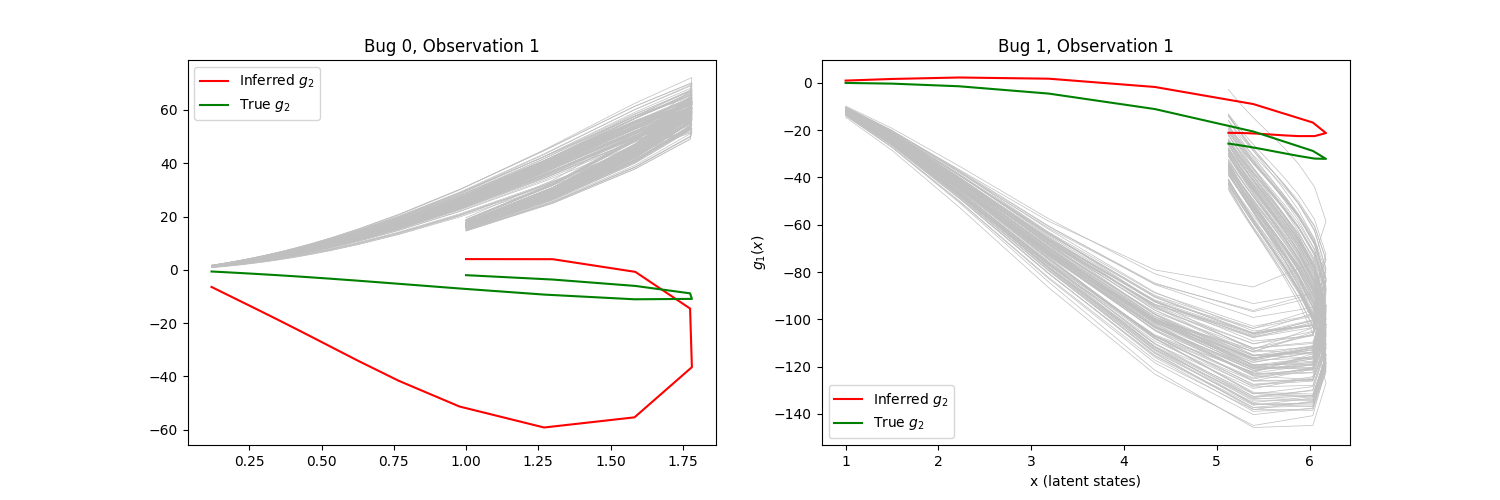 Bug 0, Observation 1
Inferred g₂
True g₂
60
40
20
0
−20
−40
−60
0.25 0.50 0.75 1.00 1.25 1.50 1.75
Bug 1, Observation 1
g₁(x)
0
−20
−40
−60
−80
−100
−120
−140
Inferred g₂
True g₂
1 2 3 4 5 6
x (latent states)